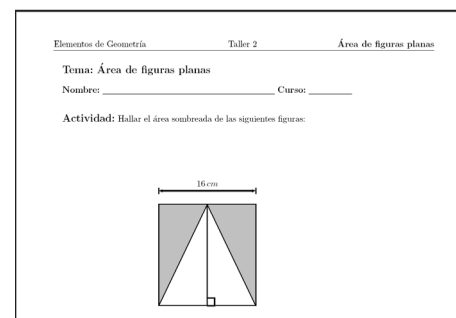 Elementos de Geometría Taller 2 Área de figuras planas
Tema: Área de figuras planas
Nombre: Curso:
Actividad: Hallar el área sombreada de las siguientes figuras:
16 cm